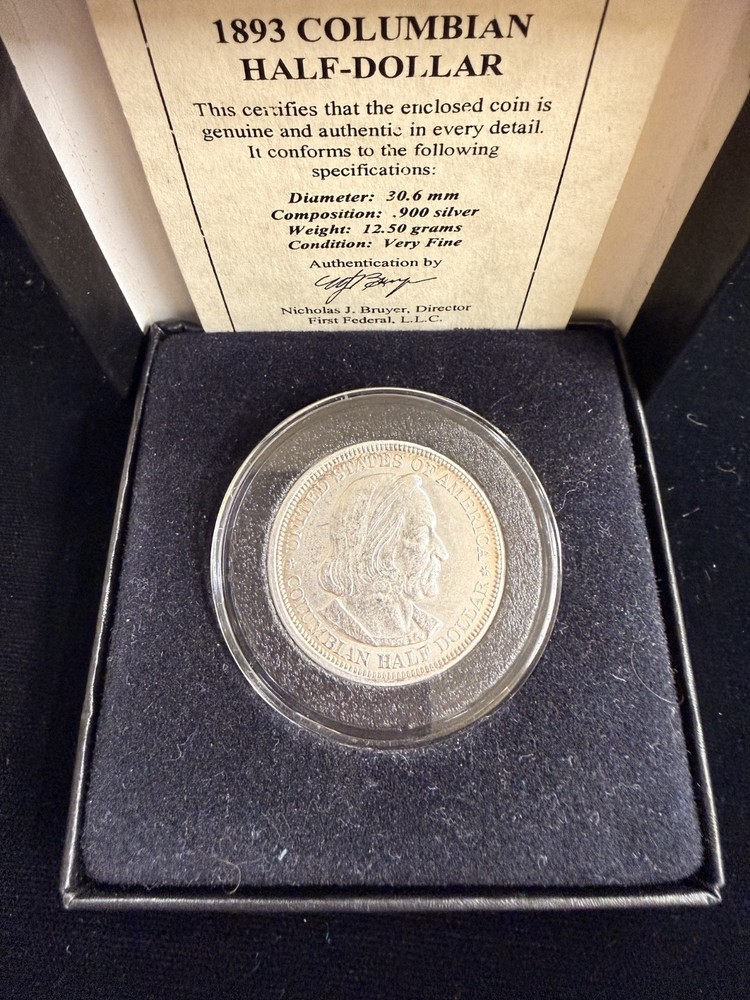 1893 COLUMBIAN
HALF-DOLLAR
This certifies that the enclosed coin is
genuine and authentic in every detail.
It conforms to the following
specifications:
Diameter: 30.6 mm
Composition: .900 silver
Weight: 12.50 grams
Condition: Very Fine
Authentication by
Nicholas J. Bruyer, Director
First Federal, L.L.C.
UNITED STATES OF AMERICA
COLUMBIAN HALF DOLLAR